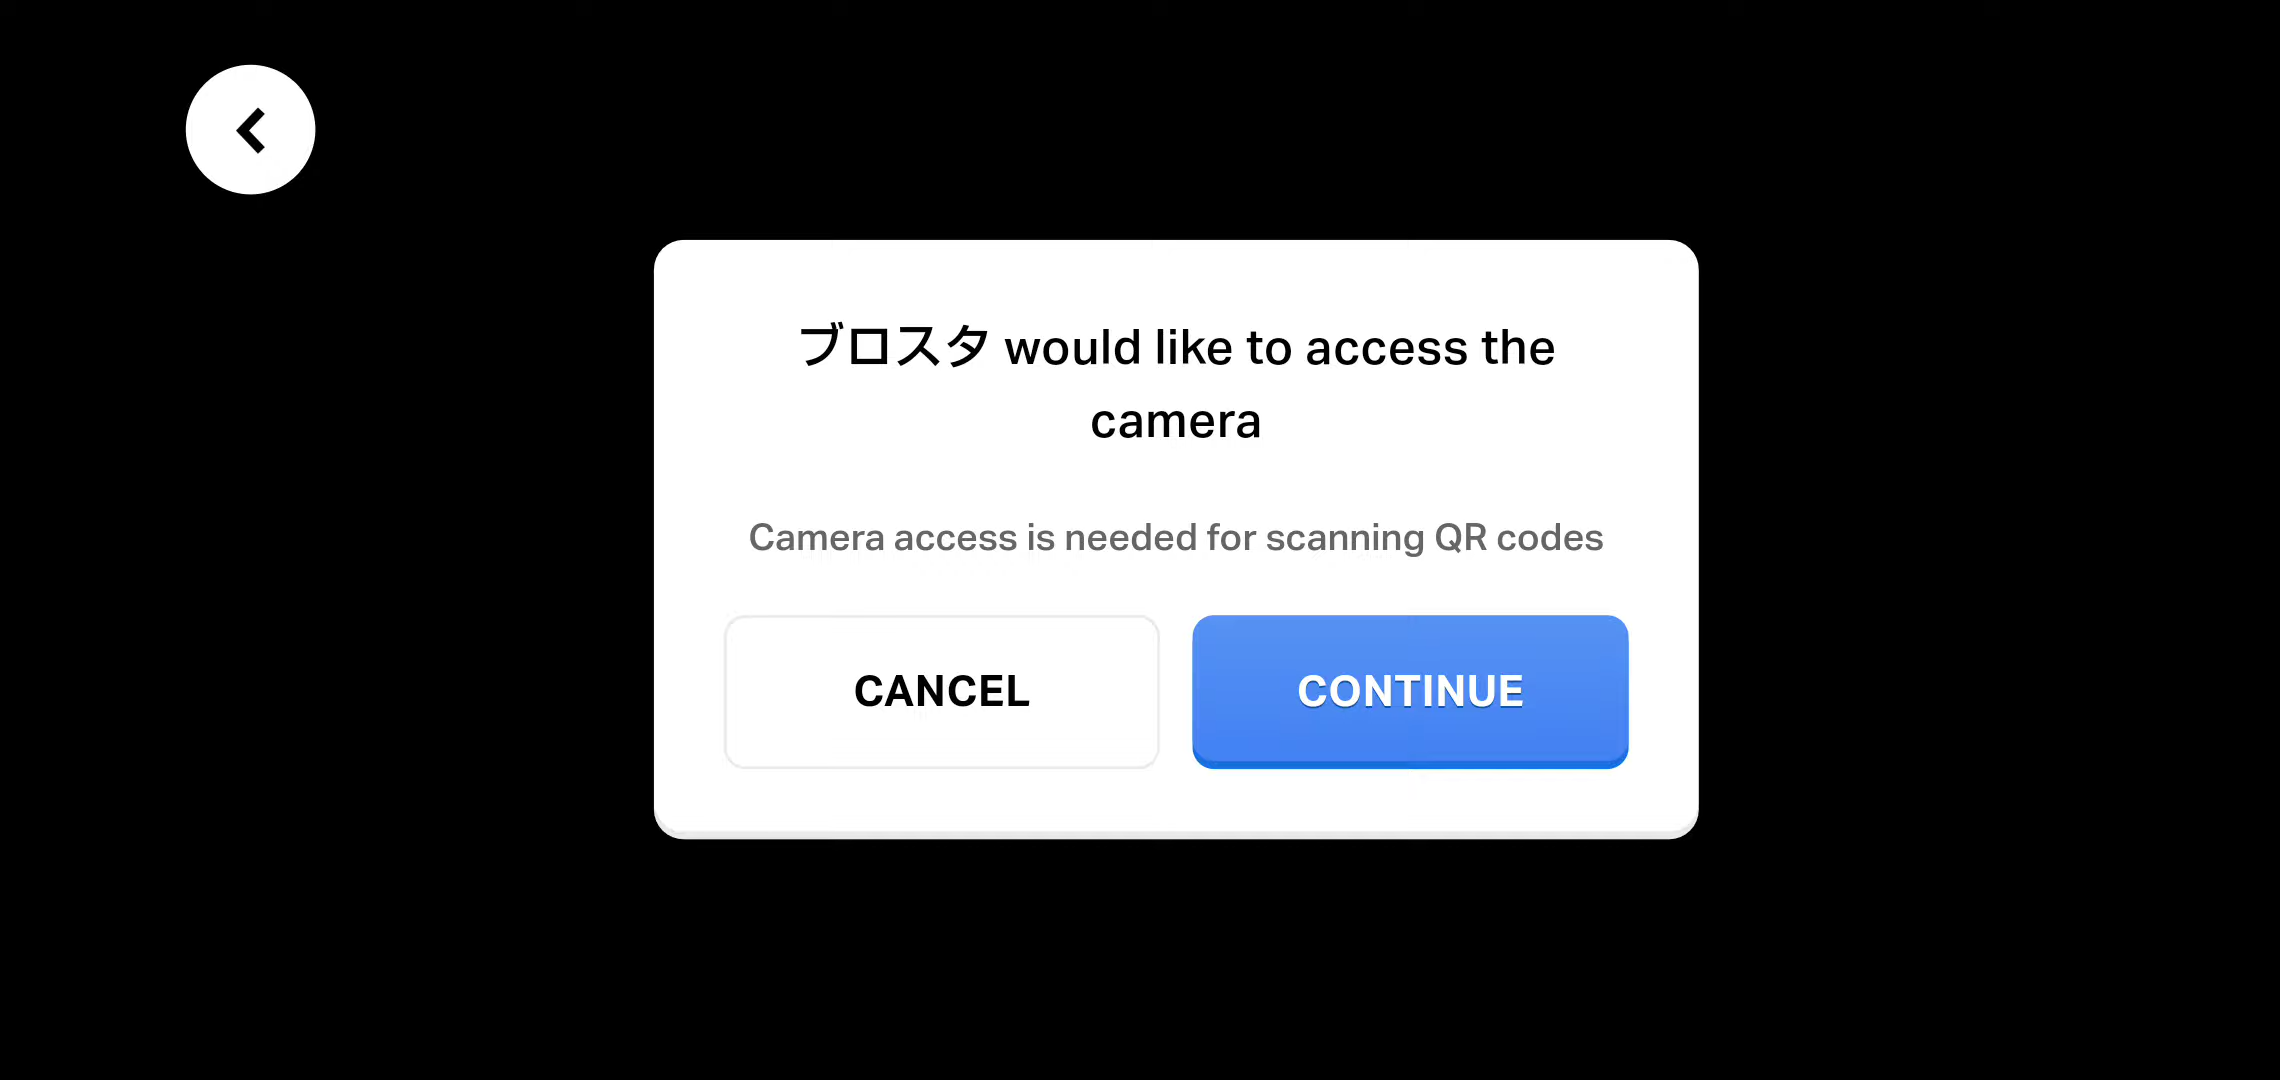 ブロスタ would like to access the
camera
Camera access is needed for scanning QR codes
CANCEL
CONTINUE